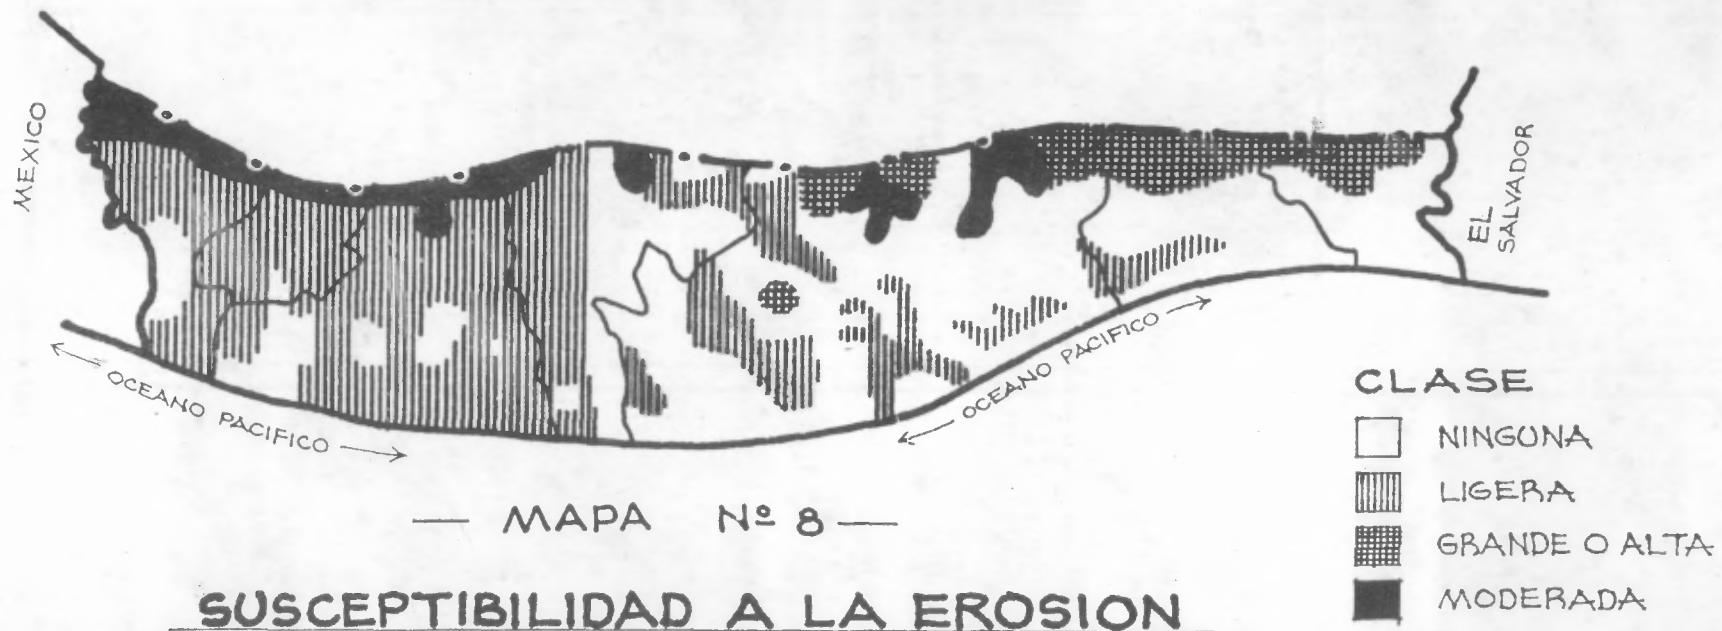 MEXICO
EL
SALVADOR
OCEANO PACIFICO
OCEANO PACIFICO
CLASE
NINGUNA
LIGERA
GRANDE O ALTA
MODERADA
— MAPA Nº 8 —
SUSCEPTIBILIDAD A LA EROSION